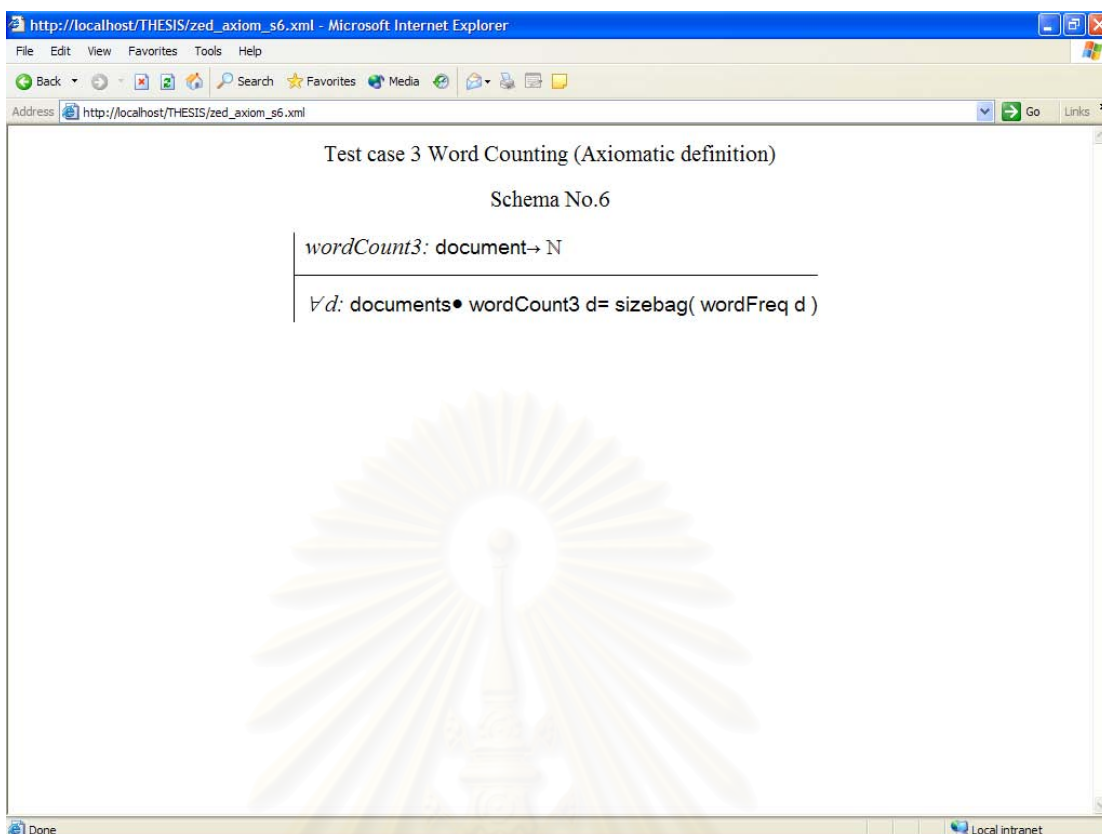 http://localhost/THESIS/zed_axiom_s6.xml - Microsoft Internet Explorer
File Edit View Favorites Tools Help
Back Search Favorites Media
Address http://localhost/THESIS/zed_axiom_s6.xml Go Links
Test case 3 Word Counting (Axiomatic definition)
Schema No.6
wordCount3: document→ ℕ
∀d: documents● wordCount3 d= sizebag( wordFreq d )
Done Local intranet